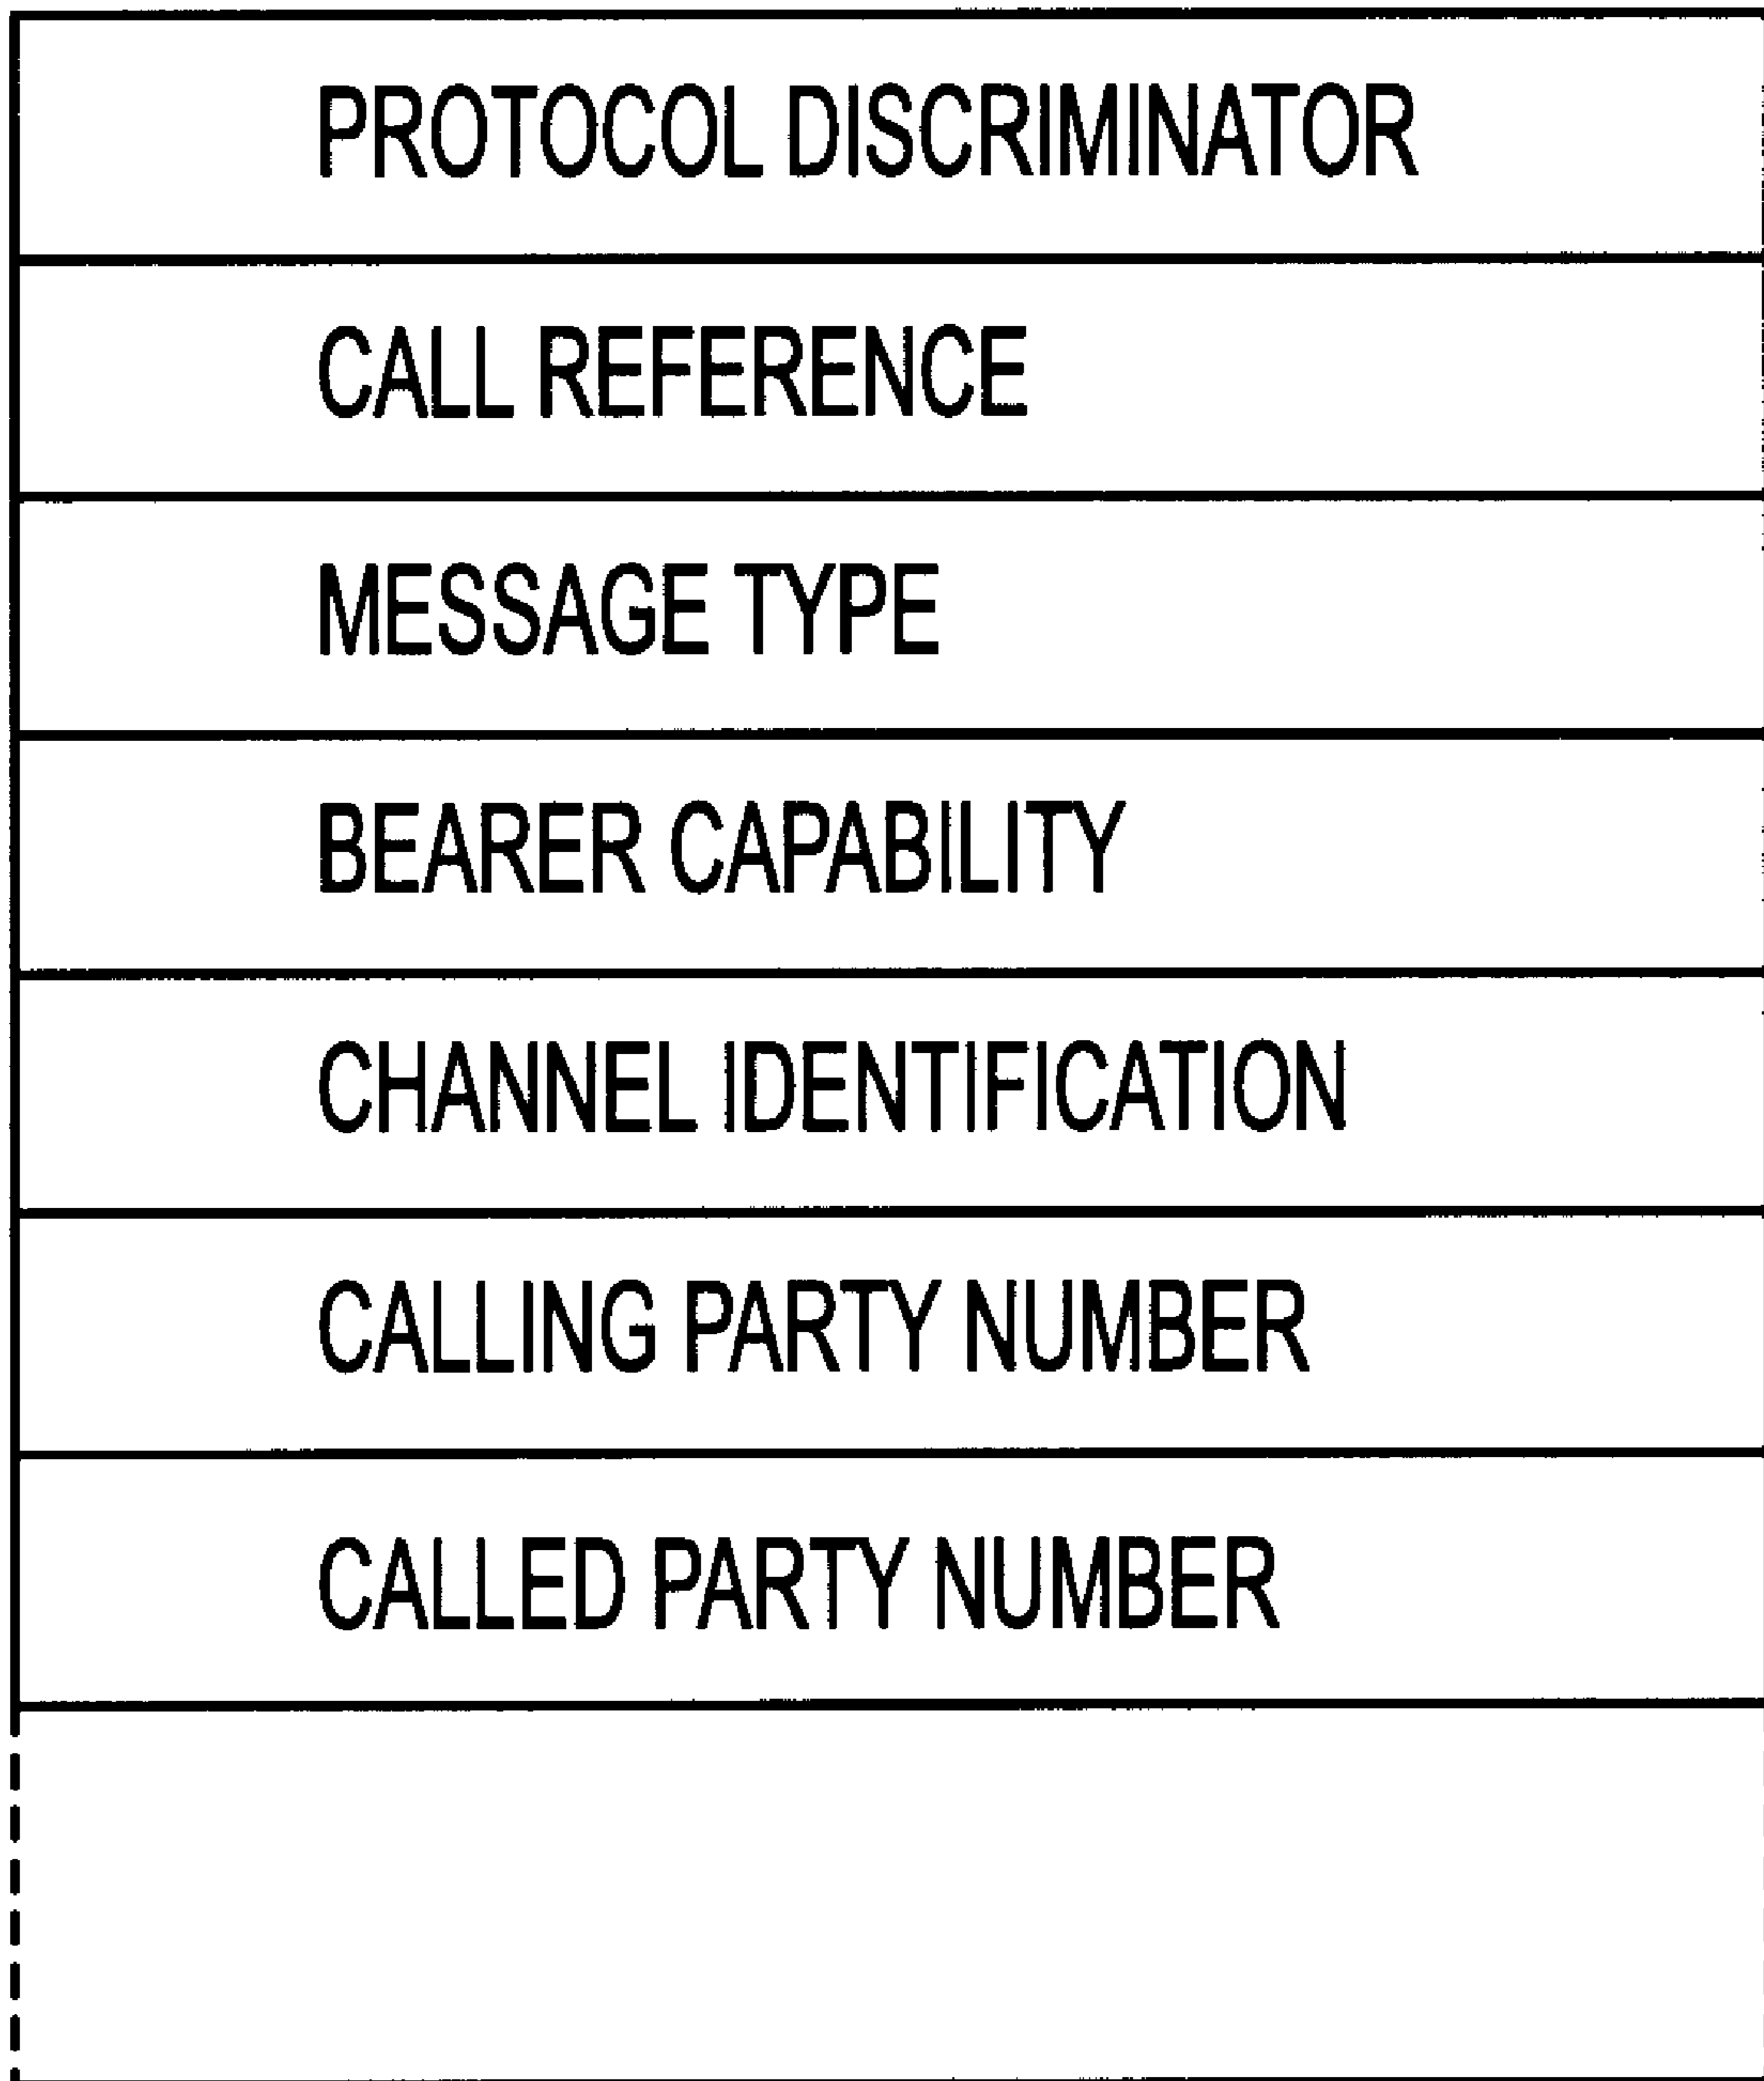 PROTOCOL DISCRIMINATOR
CALL REFERENCE
MESSAGE TYPE
BEARER CAPABILITY
CHANNEL IDENTIFICATION
CALLING PARTY NUMBER
CALLED PARTY NUMBER